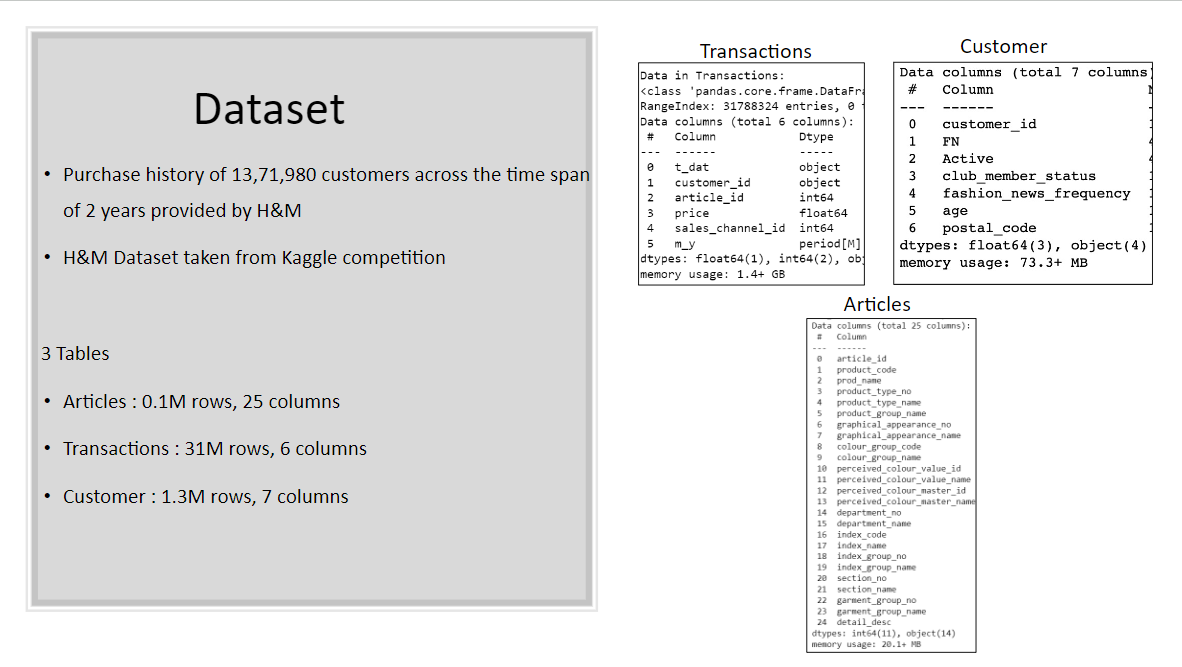 Dataset
• Purchase history of 13,71,980 customers across the time span
of 2 years provided by H&M
• H&M Dataset taken from Kaggle competition
3 Tables
• Articles : 0.1M rows, 25 columns
• Transactions : 31M rows, 6 columns
• Customer : 1.3M rows, 7 columns
Transactions
Data in Transactions:
<class 'pandas.core.frame.DataFra
RangeIndex: 31788324 entries, 0
Data columns (total 6 columns):
# Column Dtype
--- ------ -----
0 t_dat object
1 customer_id object
2 article_id int64
3 price float64
4 sales_channel_id int64
5 m_y period[M]
dtypes: float64(1), int64(2), obj
memory usage: 1.4+ GB
Customer
Data columns (total 7 columns)
# Column
--- ------
0 customer_id
1 FN
2 Active
3 club_member_status
4 fashion_news_frequency
5 age
6 postal_code
dtypes: float64(3), object(4)
memory usage: 73.3+ MB
Articles
Data columns (total 25 columns):
# Column
--- ------
0 article_id
1 product_code
2 prod_name
3 product_type_no
4 product_type_name
5 product_group_name
6 graphical_appearance_no
7 graphical_appearance_name
8 colour_group_code
9 colour_group_name
10 perceived_colour_value_id
11 perceived_colour_value_name
12 perceived_colour_master_id
13 perceived_colour_master_name
14 department_no
15 department_name
16 index_code
17 index_name
18 index_group_no
19 index_group_name
20 section_no
21 section_name
22 garment_group_no
23 garment_group_name
24 detail_desc
dtypes: int64(11), object(14)
memory usage: 20.1+ MB